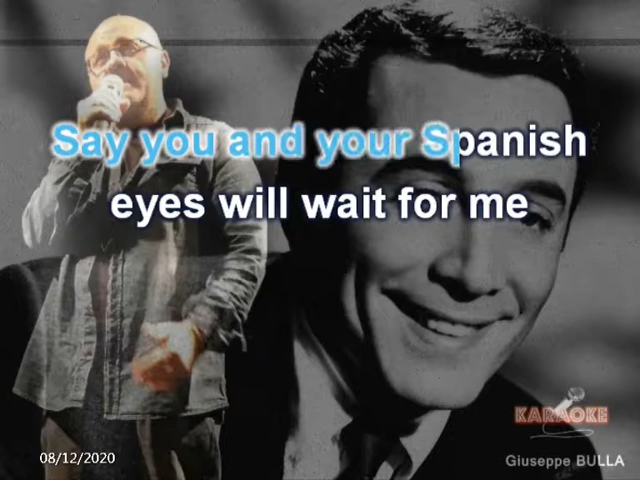 Say you and your Spanish
eyes will wait for me
KARAOKE
08/12/2020
Giuseppe BULLA